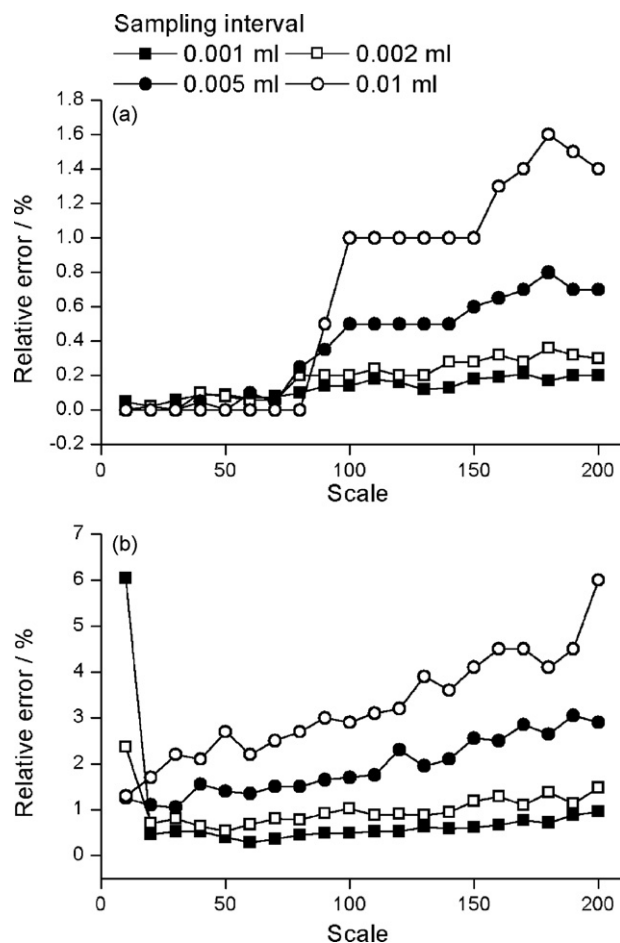 Sampling interval
0.001 ml 0.002 ml
0.005 ml 0.01 ml
(a)
1.8
1.6
1.4
1.2
1.0
0.8
0.6
0.4
0.2
0.0
-0.2
Relative error / %
0 50 100 150 200
Scale
(b)
7
6
5
4
3
2
1
0
Relative error / %
0 50 100 150 200
Scale